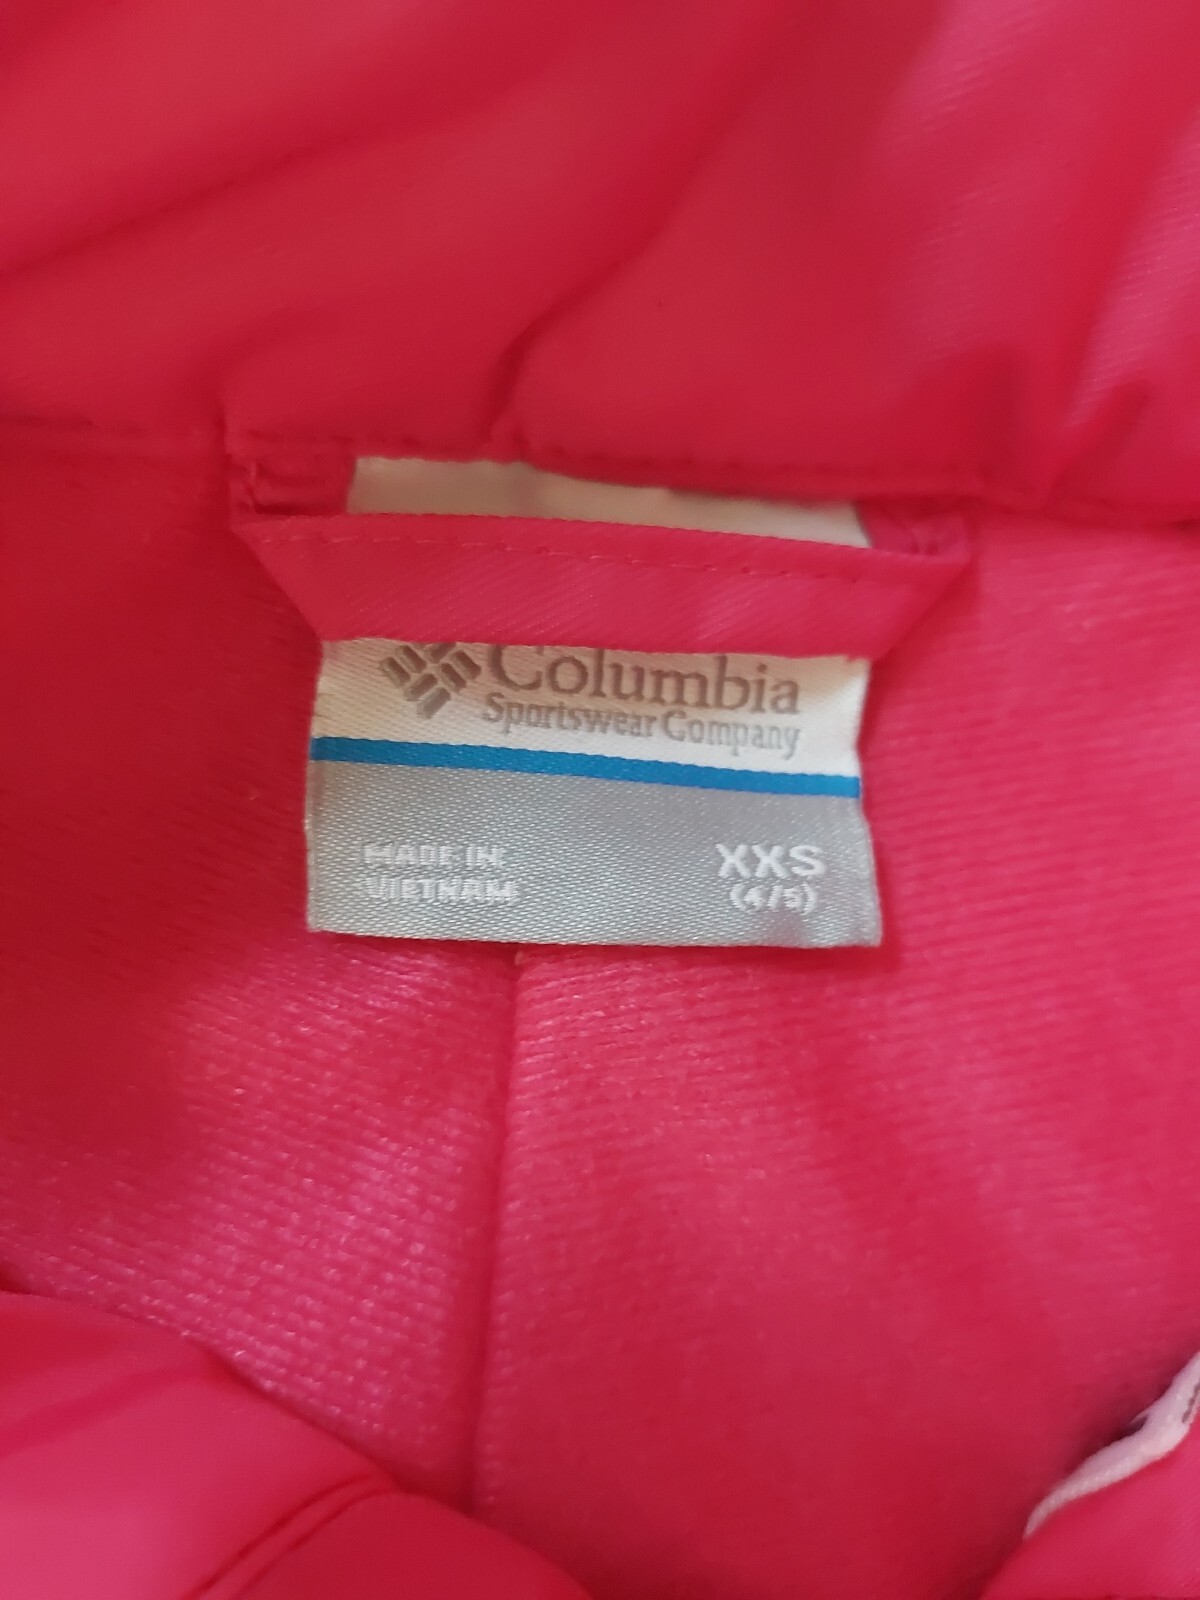 Columbia
Sportswear Company
MADE IN
VIETNAM
XXS
(4/5)